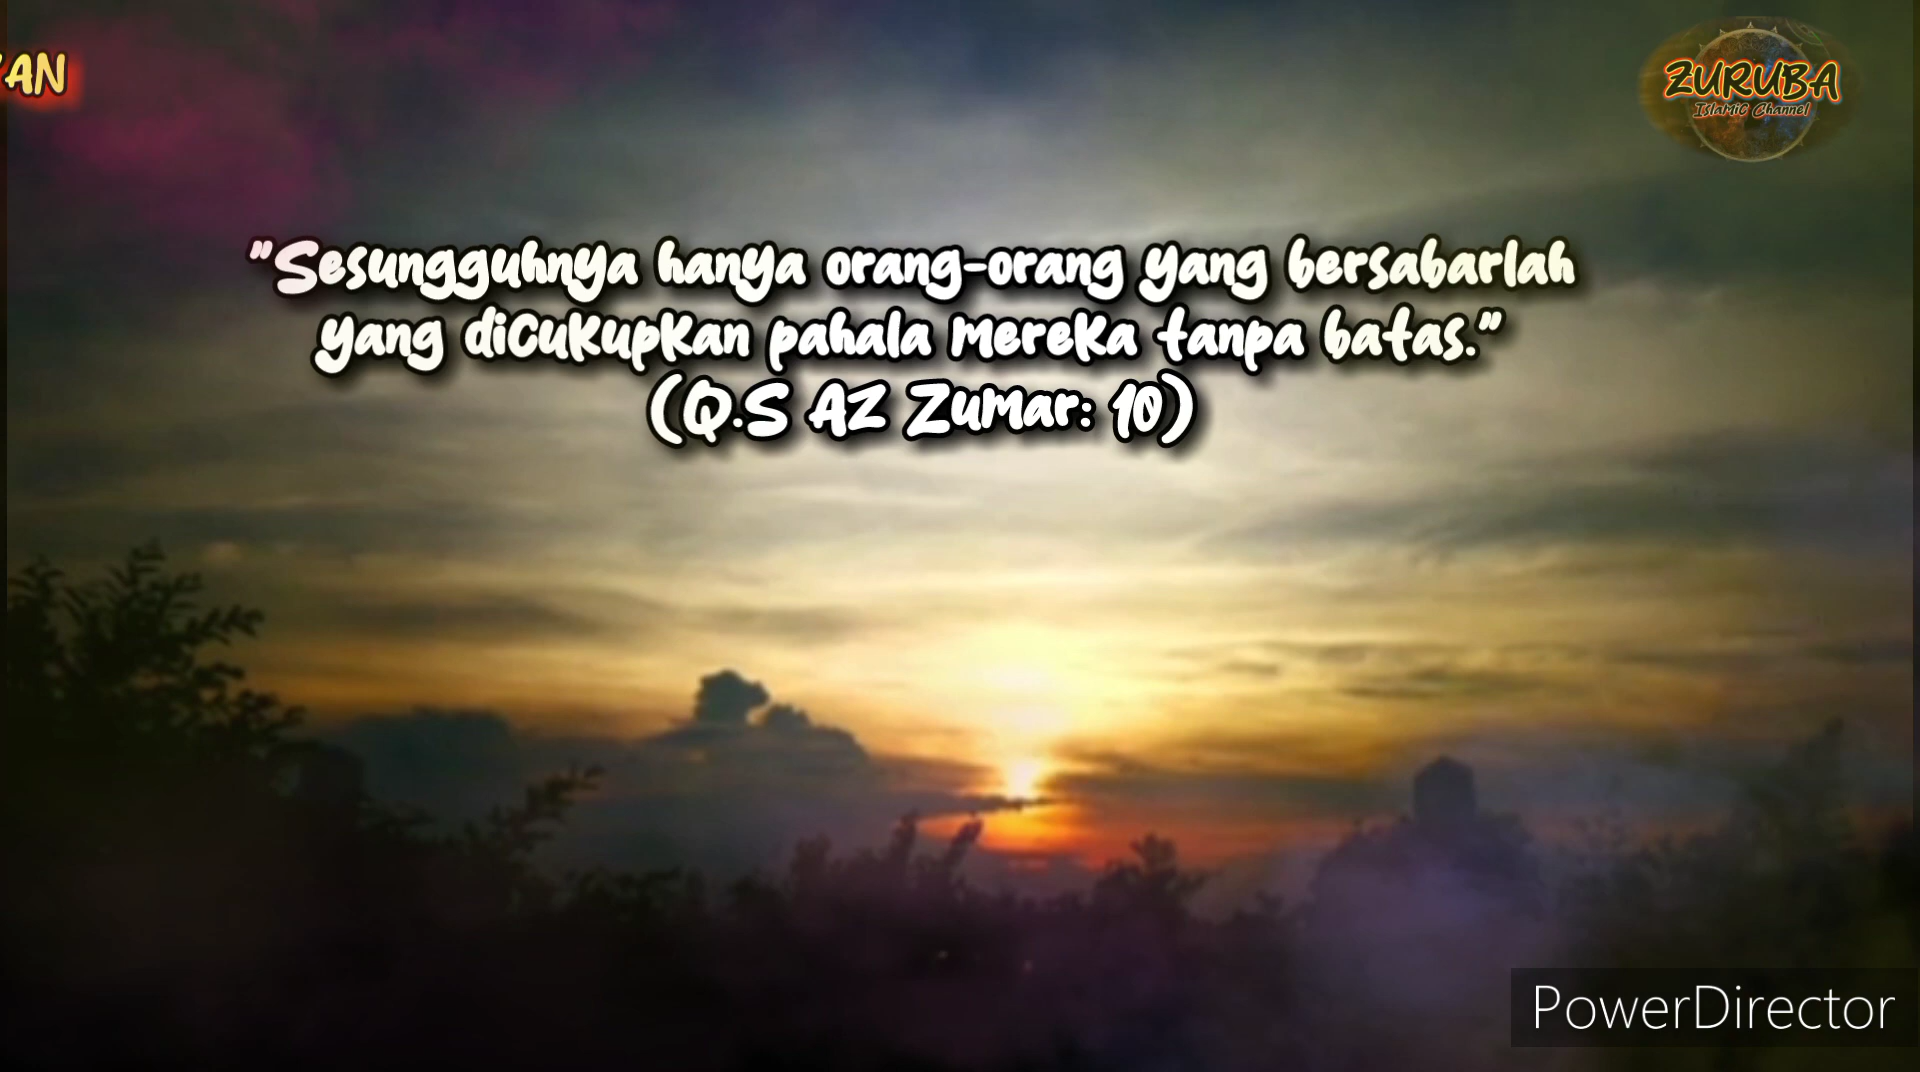 ZURUBA
Islamic Channel
"Sesungguhnya hanya orang-orang yang bersabarlah
yang dicukupkan pahala mereka tanpa batas."
(Q.S AZ Zumar: 10)
PowerDirector